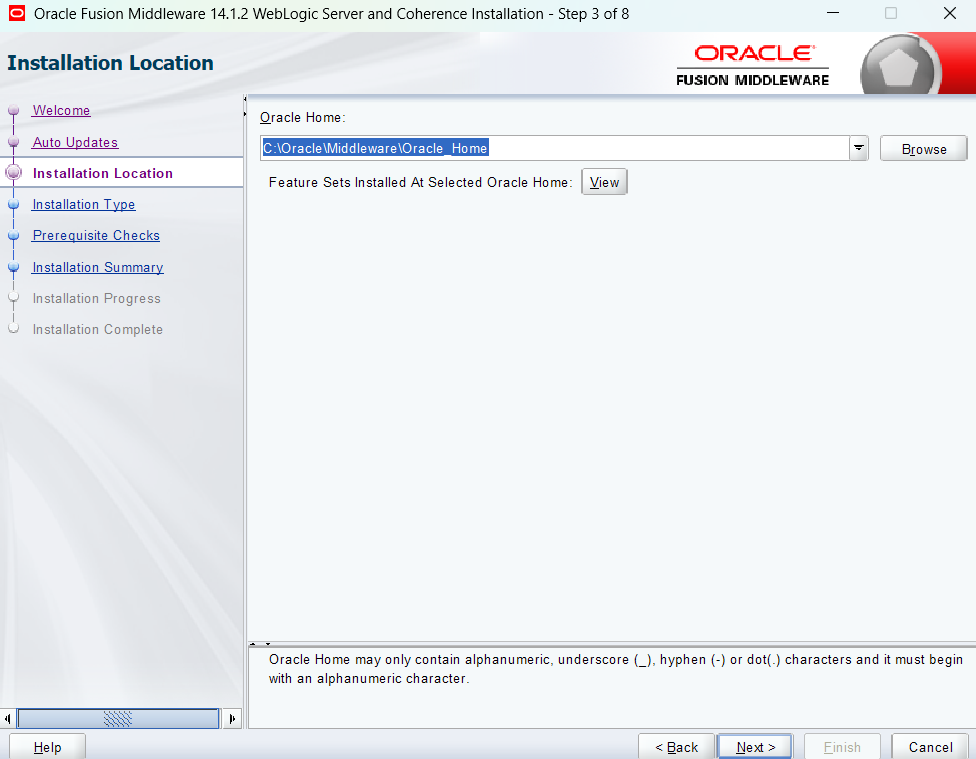 Oracle Fusion Middleware 14.1.2 WebLogic Server and Coherence Installation - Step 3 of 8
Installation Location
ORACLE
FUSION MIDDLEWARE
Welcome
Auto Updates
Installation Location
Installation Type
Prerequisite Checks
Installation Summary
Installation Progress
Installation Complete
Oracle Home:
C:\Oracle\Middleware\Oracle_Home
Browse
Feature Sets Installed At Selected Oracle Home: View
Oracle Home may only contain alphanumeric, underscore (_), hyphen (-) or dot(.) characters and it must begin
with an alphanumeric character.
Help
< Back
Next >
Finish
Cancel